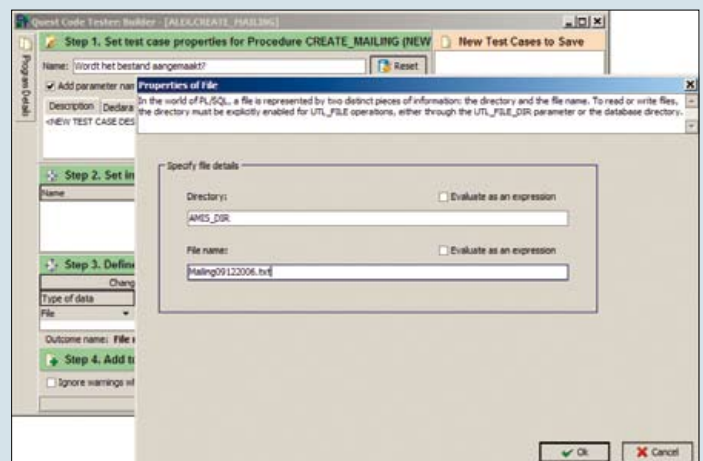 Quest Code Tester: Builder - [ALEX.CREATE_MAILING]
Step 1. Set test case properties for Procedure CREATE_MAILING (NEW
New Test Cases to Save
Program Details
Name: Wordt het bestand aangemaakt?
Reset
Add parameter nam
Description Declara
<NEW TEST CASE DES
Properties of File
In the world of PL/SQL, a file is represented by two distinct pieces of information: the directory and the file name. To read or write files,
the directory must be explicitly enabled for UTL_FILE operations, either through the UTL_FILE_DIR parameter or the database directory.
Step 2. Set in
Name
Specify file details
Directory:
Evaluate as an expression
AMIS_DIR
File name:
Evaluate as an expression
Mailing09122006.txt
Step 3. Define
Chang
Type of data
File
Outcome name: File
Step 4. Add to
Ignore warnings wh
Ok
Cancel